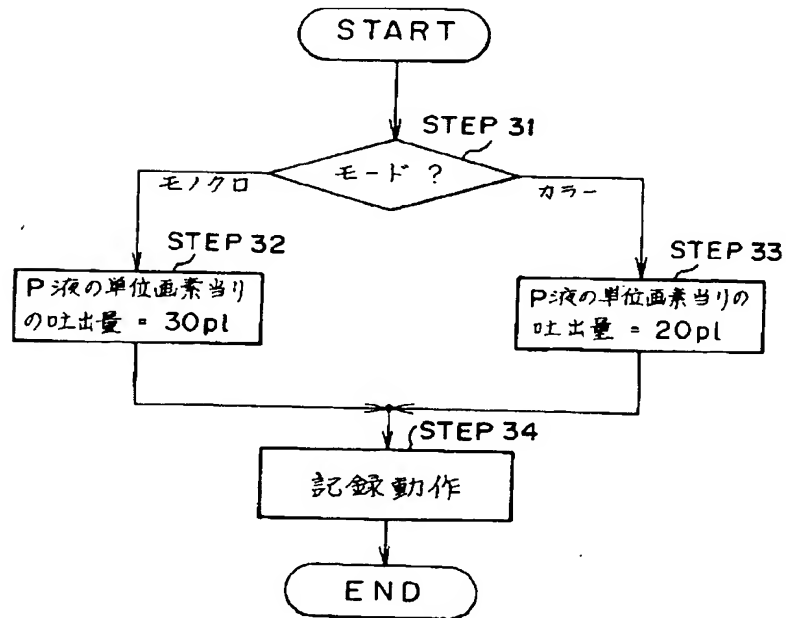 START
STEP 31
モード ?
モノクロ
カラー
STEP 32
P液の単位画素当り
の吐出量 = 30pl
STEP 33
P液の単位画素当りの
吐出量 = 20pl
STEP 34
記録動作
END